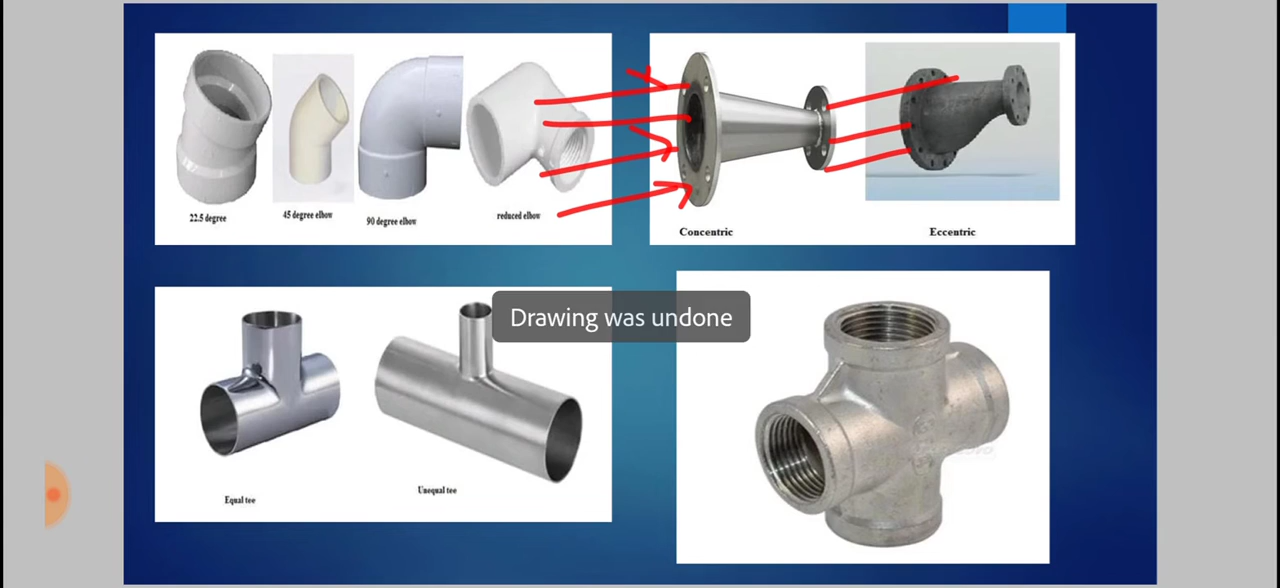 22.5 degree
45 degree elbow
90 degree elbow
reduced elbow
Concentric
Eccentric
Drawing was undone
Equal tee
Unequal tee